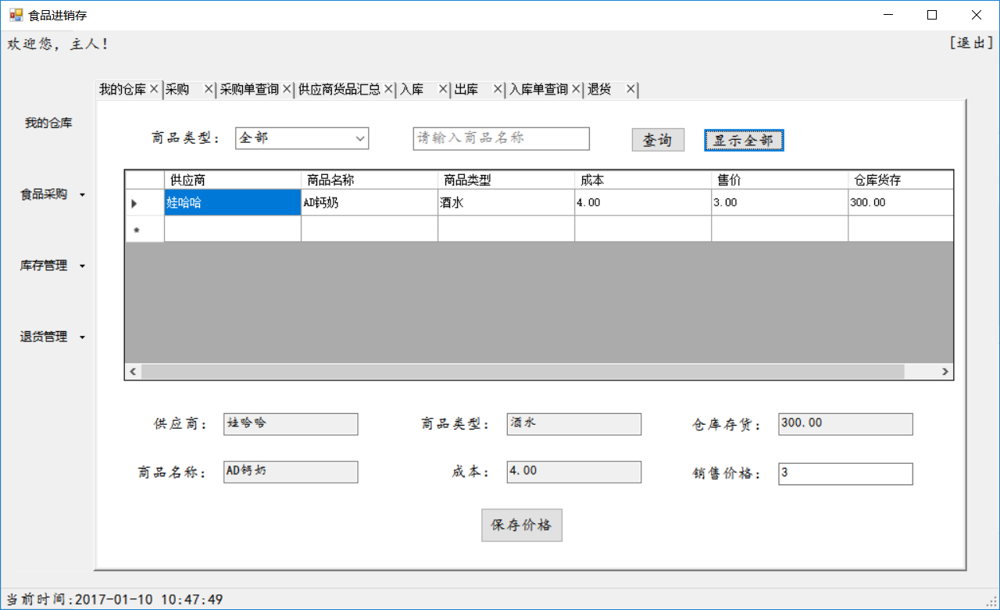 食品进销存
欢迎您, 主人! [退出]
我的仓库 采购 采购单查询 供应商货品汇总 入库 出库 入库单查询 退货
我的仓库
食品采购
库存管理
退货管理
商品类型: 全部 请输入商品名称 查询 显示全部
供应商 商品名称 商品类型 成本 售价 仓库货存
娃哈哈 AD钙奶 酒水 4.00 3.00 300.00
供应商: 娃哈哈 商品类型: 酒水 仓库存货: 300.00
商品名称: AD钙奶 成本: 4.00 销售价格: 3
保存价格
当前时间:2017-01-10 10:47:49